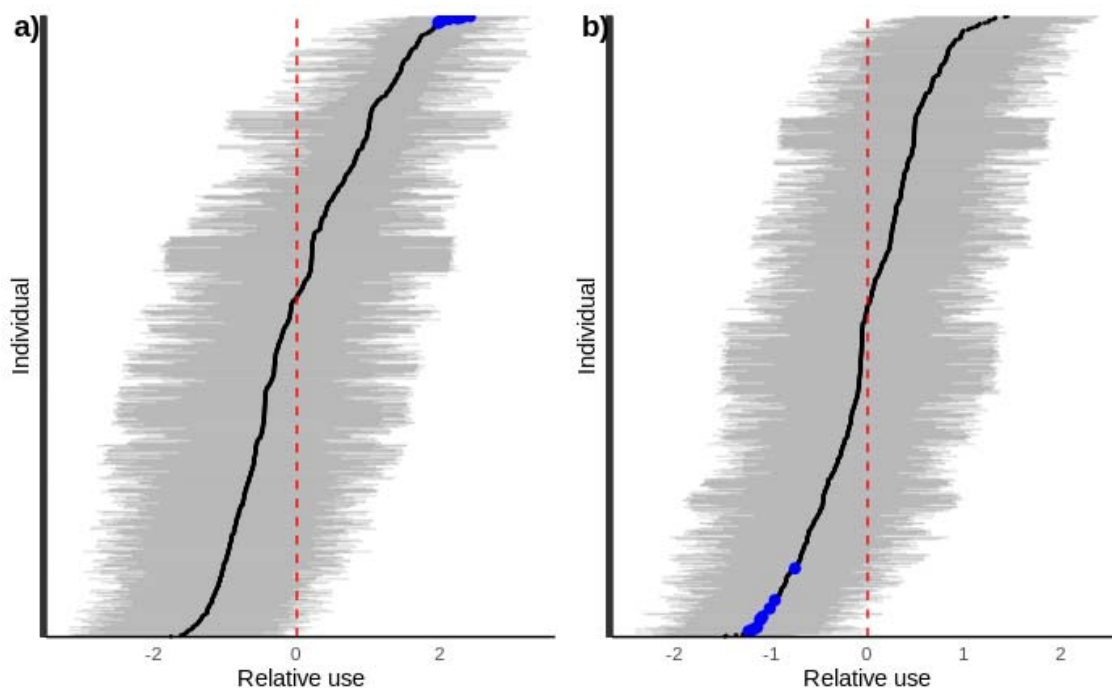 a)
Individual
-2 0 2
Relative use
b)
Individual
-2 -1 0 1 2
Relative use